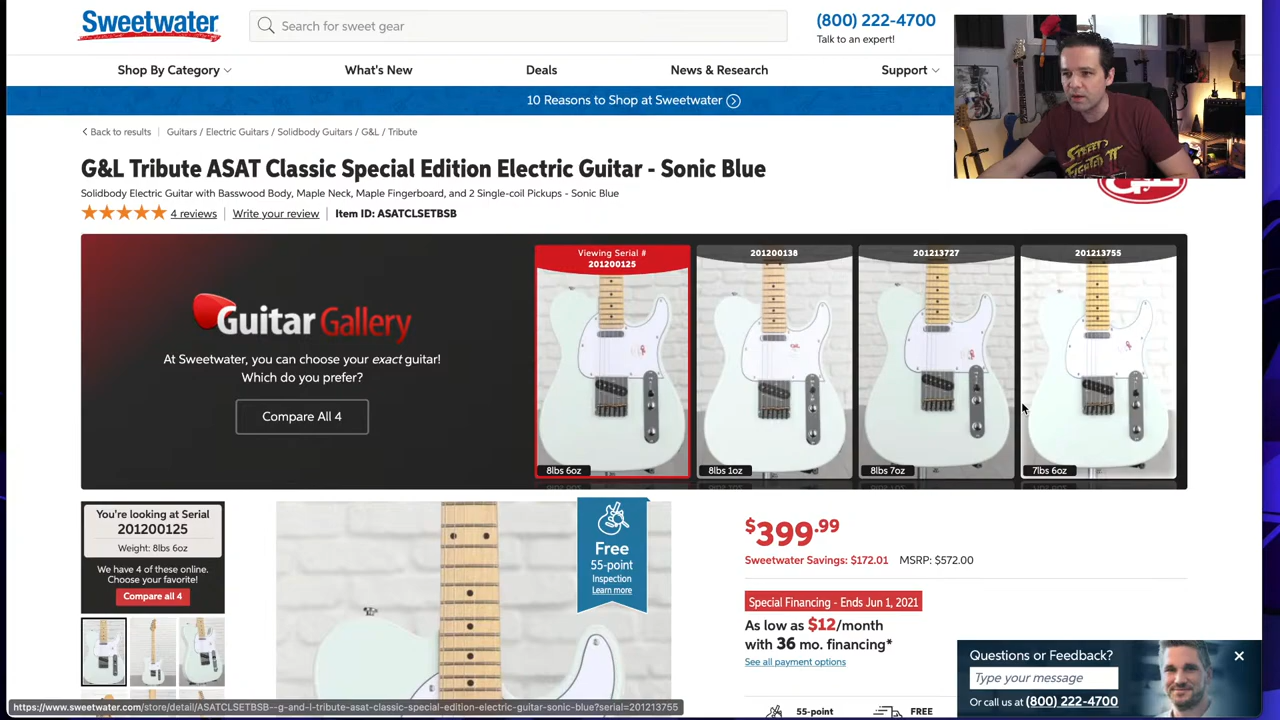 Sweetwater
Search for sweet gear
(800) 222-4700
Talk to an expert!
Shop By Category
What's New
Deals
News & Research
Support
10 Reasons to Shop at Sweetwater
Back to results
Guitars / Electric Guitars / Solidbody Guitars / G&L / Tribute
STREET
FIGHTER II
G&L Tribute ASAT Classic Special Edition Electric Guitar - Sonic Blue
Solidbody Electric Guitar with Basswood Body, Maple Neck, Maple Fingerboard, and 2 Single-coil Pickups - Sonic Blue
4 reviews
Write your review
Item ID: ASATCLSETBSB
Guitar Gallery
At Sweetwater, you can choose your exact guitar!
Which do you prefer?
Compare All 4
Viewing Serial #
201200125
201200138
201213727
201213755
8lbs 6oz
8lbs 1oz
8lbs 7oz
7lbs 6oz
You're looking at Serial
201200125
Weight: 8lbs 6oz
We have 4 of these online.
Choose your favorite!
Compare all 4
Free
55-point
Inspection
Learn more
$399.99
Sweetwater Savings: $172.01
MSRP: $572.00
Special Financing - Ends Jun 1, 2021
As low as $12/month
with 36 mo. financing*
See all payment options
55-point
FREE
Questions or Feedback?
Type your message
Or call us at (800) 222-4700
https://www.sweetwater.com/store/detail/ASATCLSETBSB--g-and-l-tribute-asat-classic-special-edition-electric-guitar-sonic-blue?serial=201213755